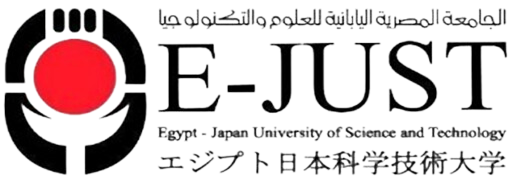 الجامعة المصرية اليابانية للعلوم والتكنولوجيا
E-JUST
Egypt - Japan University of Science and Technology
エジプト日本科学技術大学